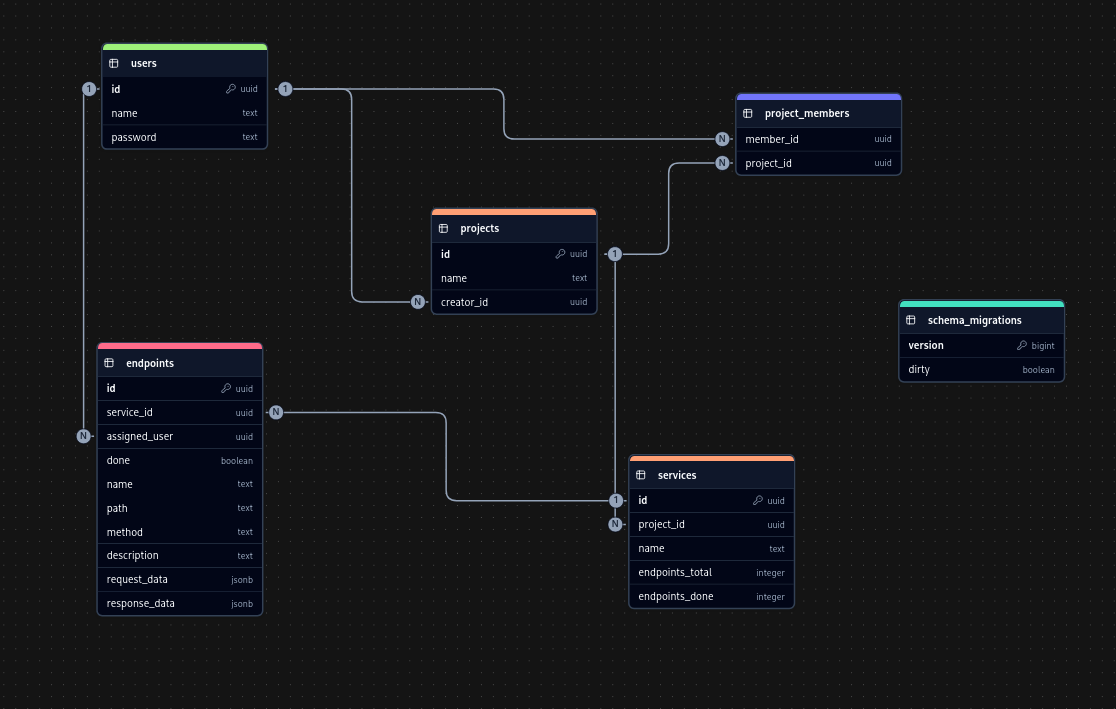 users
id uuid
name text
password text
1
1
project_members
member_id uuid
project_id uuid
N
N
projects
id uuid
name text
creator_id uuid
1
N
schema_migrations
version bigint
dirty boolean
endpoints
id uuid
service_id uuid
assigned_user uuid
done boolean
name text
path text
method text
description text
request_data jsonb
response_data jsonb
N
N
services
id uuid
project_id uuid
name text
endpoints_total integer
endpoints_done integer
1
N